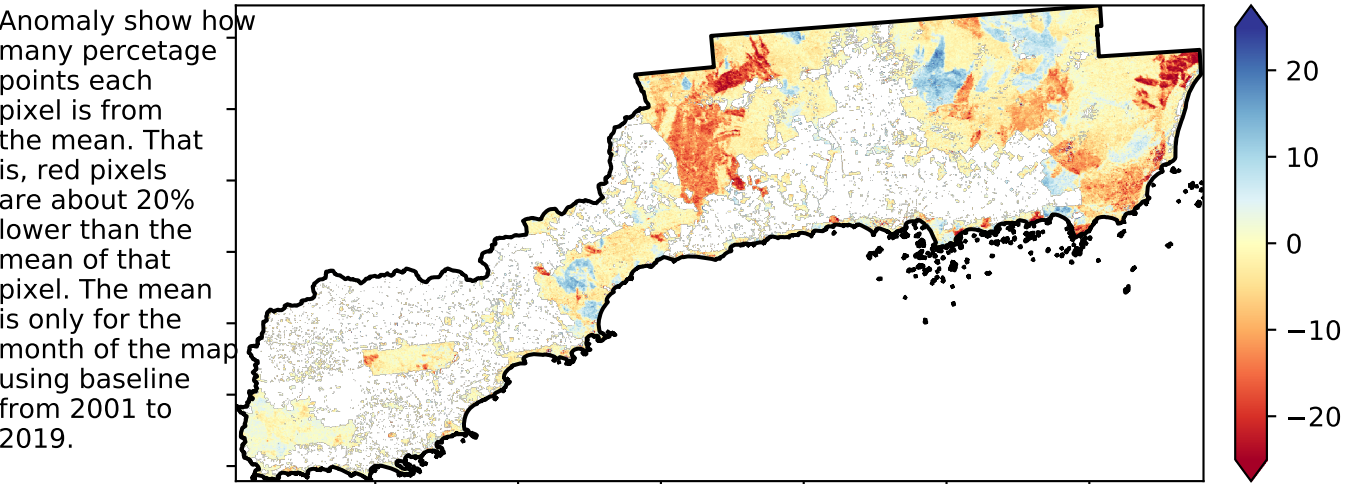 Anomaly show how
many percetage
points each
pixel is from
the mean. That
is, red pixels
are about 20%
lower than the
mean of that
pixel. The mean
is only for the
month of the map
using baseline
from 2001 to
2019.
20
10
0
−10
−20